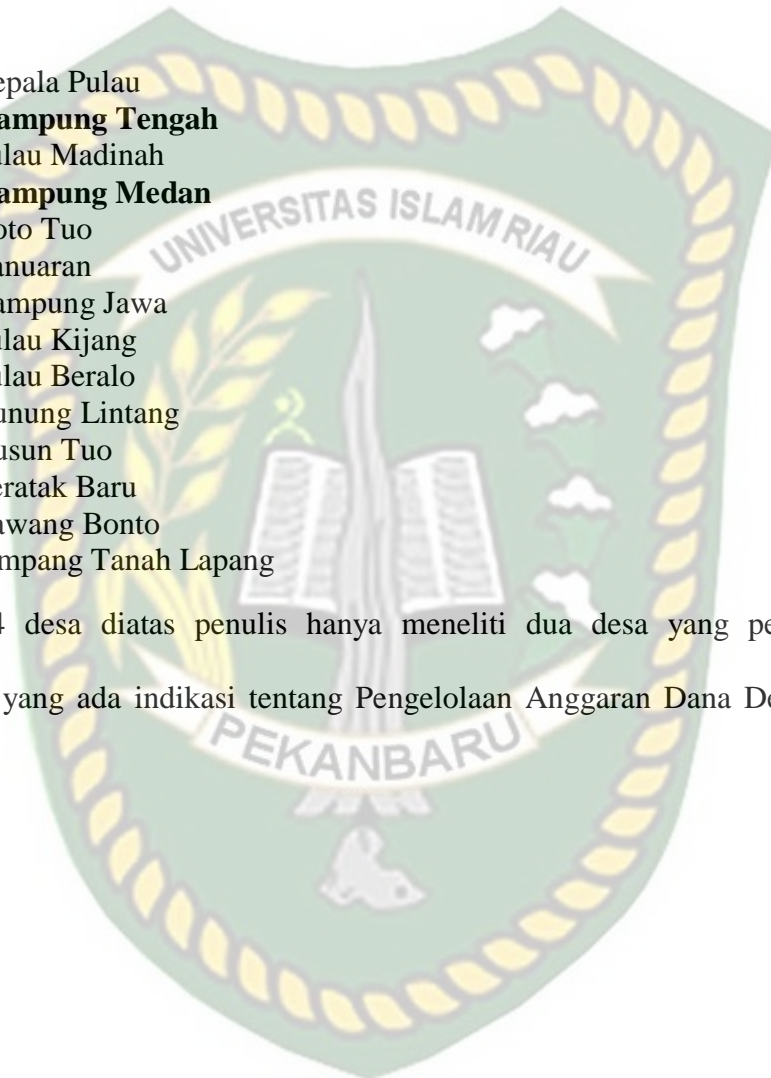 epala Pulau
ampung Tengah
ulau Madinah
ampung Medan
oto Tuo
anuaran
ampung Jawa
ulau Kijang
ulau Beralo
unung Lintang
usun Tuo
eratak Baru
awang Bonto
mpang Tanah Lapang
4 desa diatas penulis hanya meneliti dua desa yang pe
yang ada indikasi tentang Pengelolaan Anggaran Dana De
UNIVERSITAS ISLAM RIAU
PEKANBARU